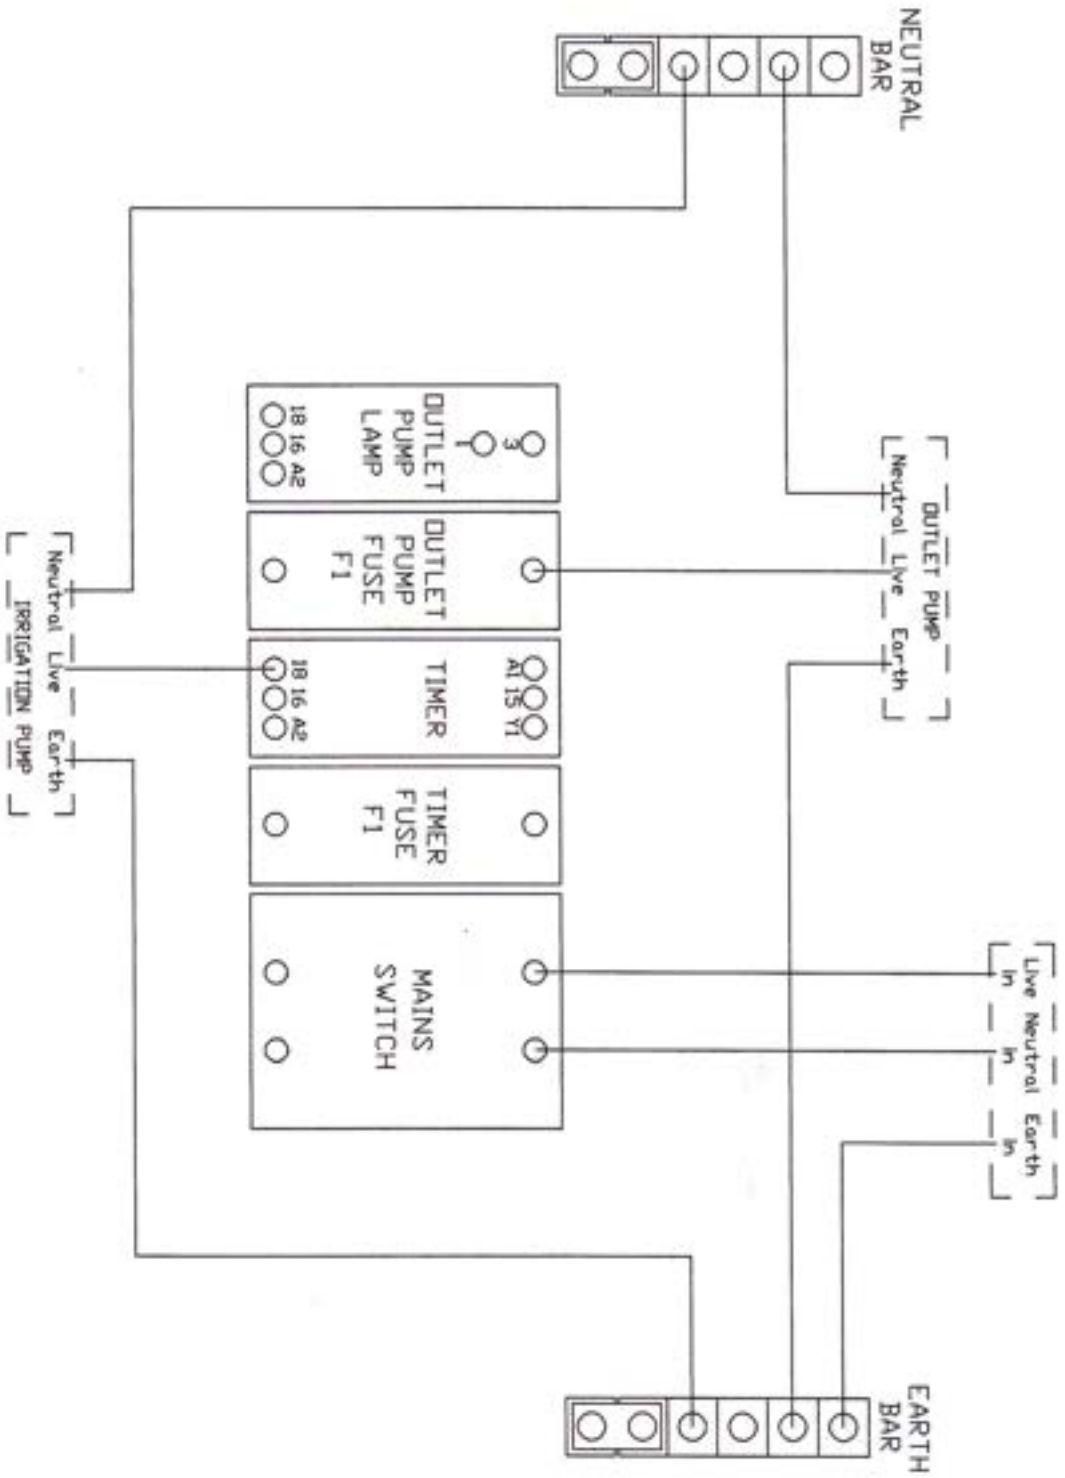 NEUTRAL
BAR
OUTLET PUMP
Neutral Live Earth
Live Neutral Earth
in in in
EARTH
BAR
3
1
OUTLET
PUMP
LAMP
18 16 A2
OUTLET
PUMP
FUSE
F1
A1 15 Y1
TIMER
18 16 A2
TIMER
FUSE
F1
MAINS
SWITCH
Neutral Live Earth
IRRIGATION PUMP